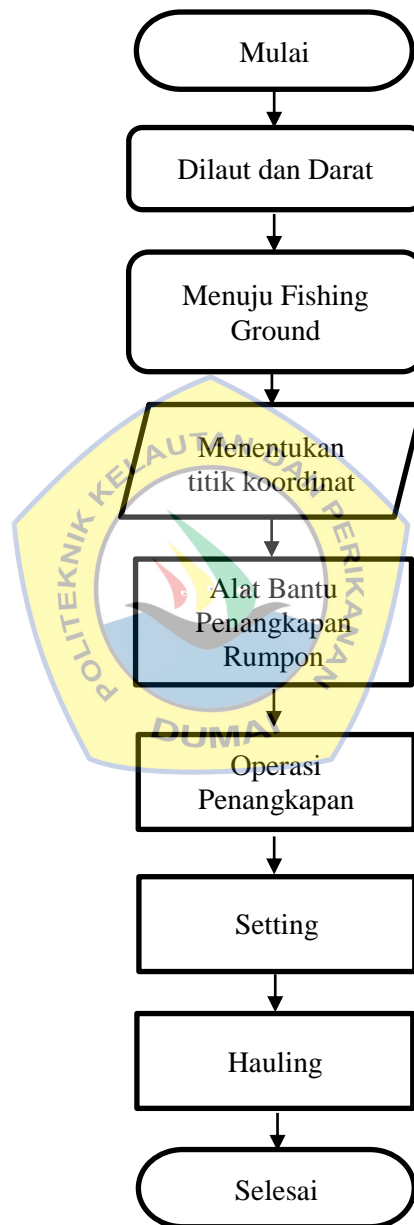 Mulai
Dilaut dan Darat
Menuju Fishing
Ground
Menentukan
titik koordinat
POLITEKNIK KELAUTAN DAN PERIKANAN
Alat Bantu
Penangkapan
Rumpon
DUMAI
Operasi
Penangkapan
Setting
Hauling
Selesai